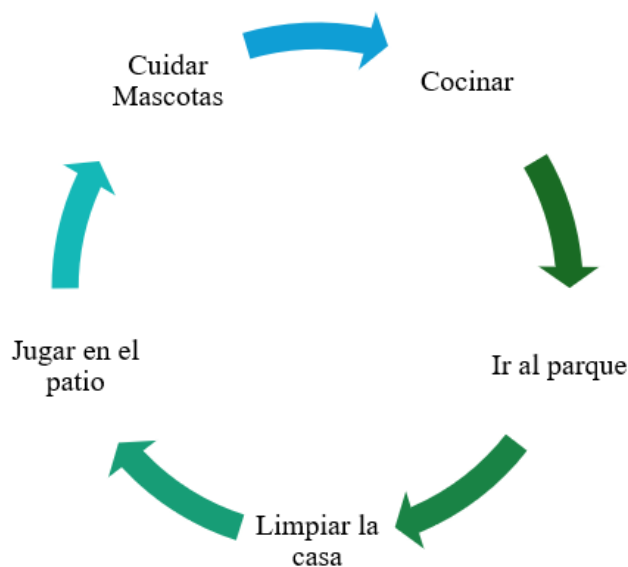 Cuidar
Mascotas
Cocinar
Ir al parque
Limpiar la
casa
Jugar en el
patio